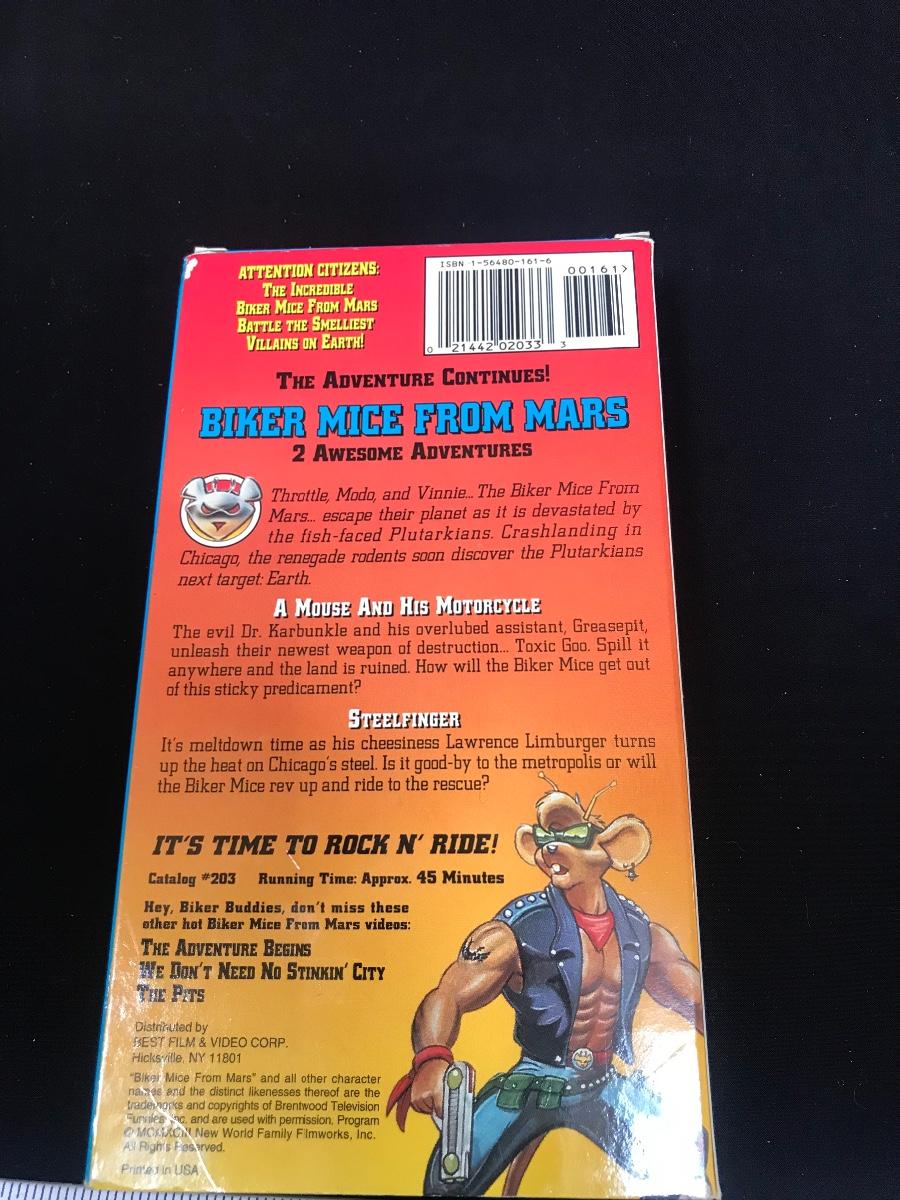 ATTENTION CITIZENS:
THE INCREDIBLE
BIKER MICE FROM MARS
BATTLE THE SMELLIEST
VILLAINS ON EARTH!
ISBN 1-56480-161-6
00161>
0 21442 02033 3
THE ADVENTURE CONTINUES!
BIKER MICE FROM MARS
2 AWESOME ADVENTURES
Throttle, Modo, and Vinnie... The Biker Mice From
Mars... escape their planet as it is devastated by
the fish-faced Plutarkians. Crashlanding in
Chicago, the renegade rodents soon discover the Plutarkians
next target: Earth.
A MOUSE AND HIS MOTORCYCLE
The evil Dr. Karbunkle and his overlubed assistant, Greasepit,
unleash their newest weapon of destruction... Toxic Goo. Spill it
anywhere and the land is ruined. How will the Biker Mice get out
of this sticky predicament?
STEELFINGER
It's meltdown time as his cheesiness Lawrence Limburger turns
up the heat on Chicago's steel. Is it good-by to the metropolis or will
the Biker Mice rev up and ride to the rescue?
IT'S TIME TO ROCK N' RIDE!
Catalog #203 Running Time: Approx. 45 Minutes
Hey, Biker Buddies, don't miss these
other hot Biker Mice From Mars videos:
THE ADVENTURE BEGINS
WE DON'T NEED NO STINKIN' CITY
THE PITS
Distributed by
BEST FILM & VIDEO CORP.
Hicksville, NY 11801
"Biker Mice From Mars" and all other character
names and the distinct likenesses thereof are the
trademarks and copyrights of Brentwood Television
Funnies, Inc. and are used with permission. Program
© MCMXCIII New World Family Filmworks, Inc.
All Rights Reserved.
Printed in USA